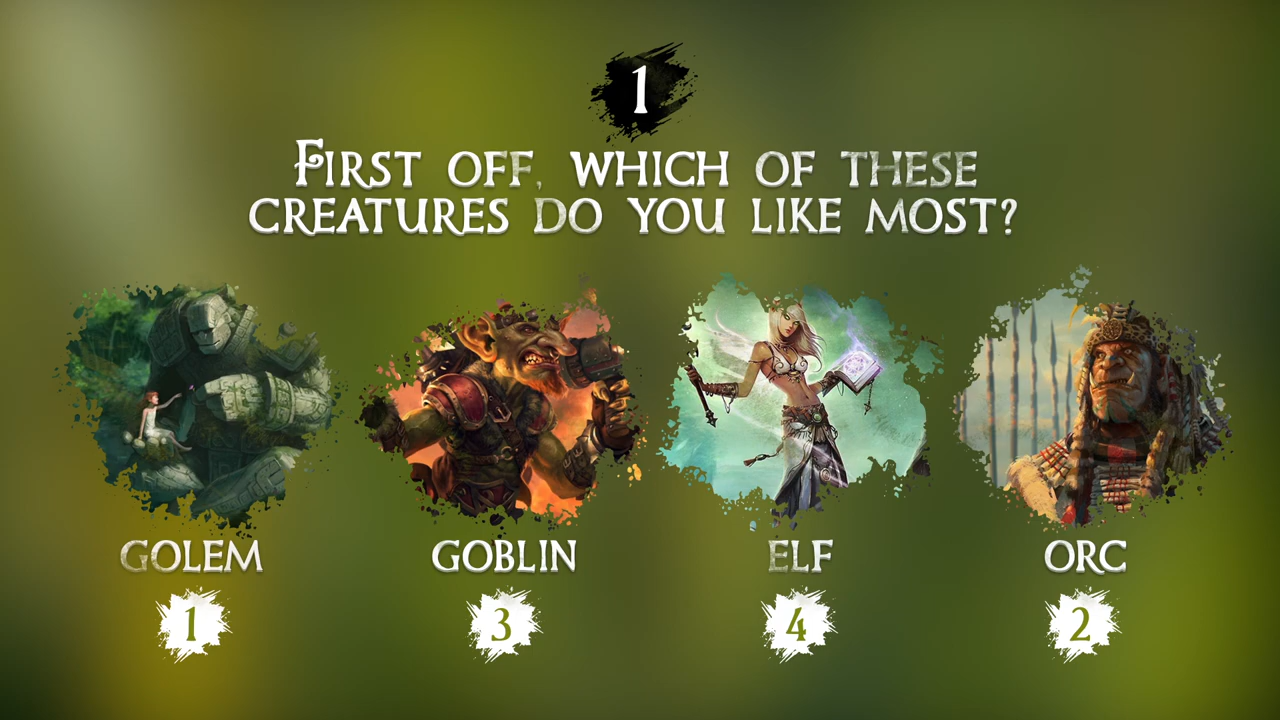 1
First off, which of these
creatures do you like most?
Golem
Goblin
Elf
Orc
1
3
4
2